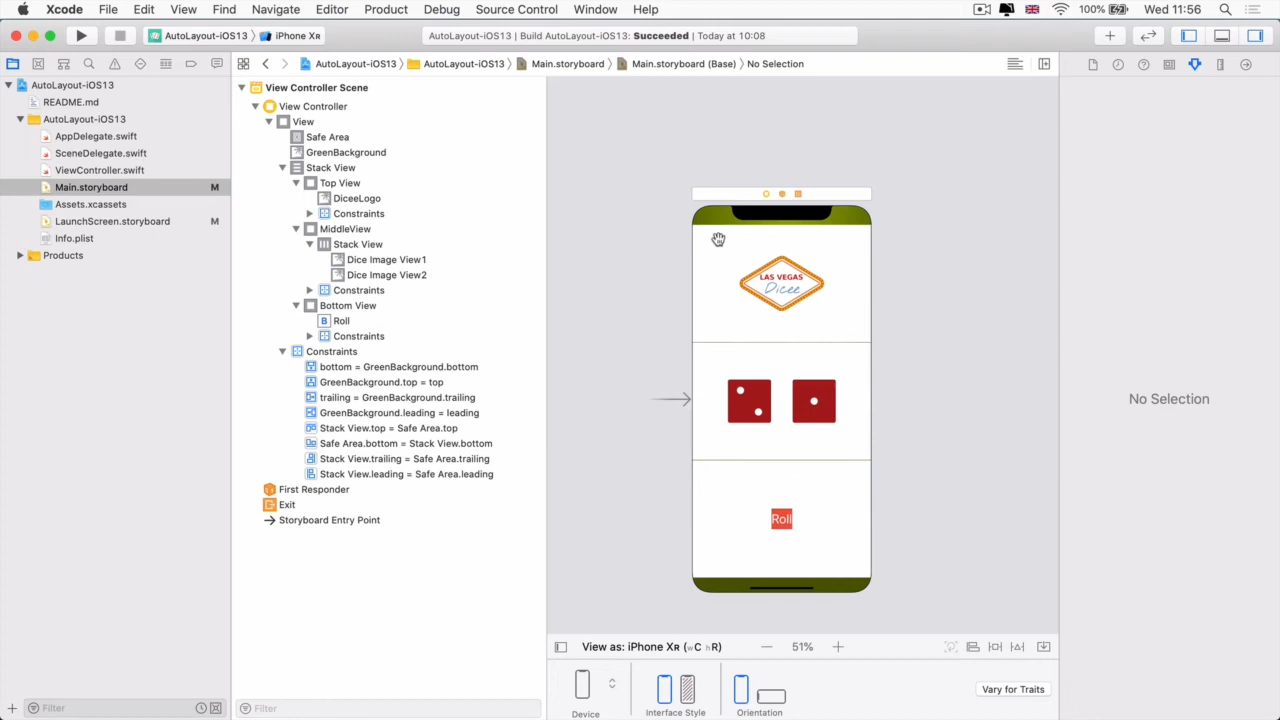 Xcode File Edit View Find Navigate Editor Product Debug Source Control Window Help 100% Wed 11:56
AutoLayout-iOS13 iPhone XR AutoLayout-iOS13 | Build AutoLayout-iOS13: Succeeded | Today at 10:08
AutoLayout-iOS13 AutoLayout-iOS13 Main.storyboard Main.storyboard (Base) No Selection
AutoLayout-iOS13
README.md
AutoLayout-iOS13
AppDelegate.swift
SceneDelegate.swift
ViewController.swift
Main.storyboard M
Assets.xcassets
LaunchScreen.storyboard M
Info.plist
Products
View Controller Scene
View Controller
View
Safe Area
GreenBackground
Stack View
Top View
DiceeLogo
Constraints
MiddleView
Stack View
Dice Image View1
Dice Image View2
Constraints
Bottom View
B Roll
Constraints
Constraints
bottom = GreenBackground.bottom
GreenBackground.top = top
trailing = GreenBackground.trailing
GreenBackground.leading = leading
Stack View.top = Safe Area.top
Safe Area.bottom = Stack View.bottom
Stack View.trailing = Safe Area.trailing
Stack View.leading = Safe Area.leading
First Responder
Exit
Storyboard Entry Point
LAS VEGAS
Dicee
Roll
No Selection
View as: iPhone XR (wC hR) 51%
Device Interface Style Orientation
Vary for Traits
Filter
Filter